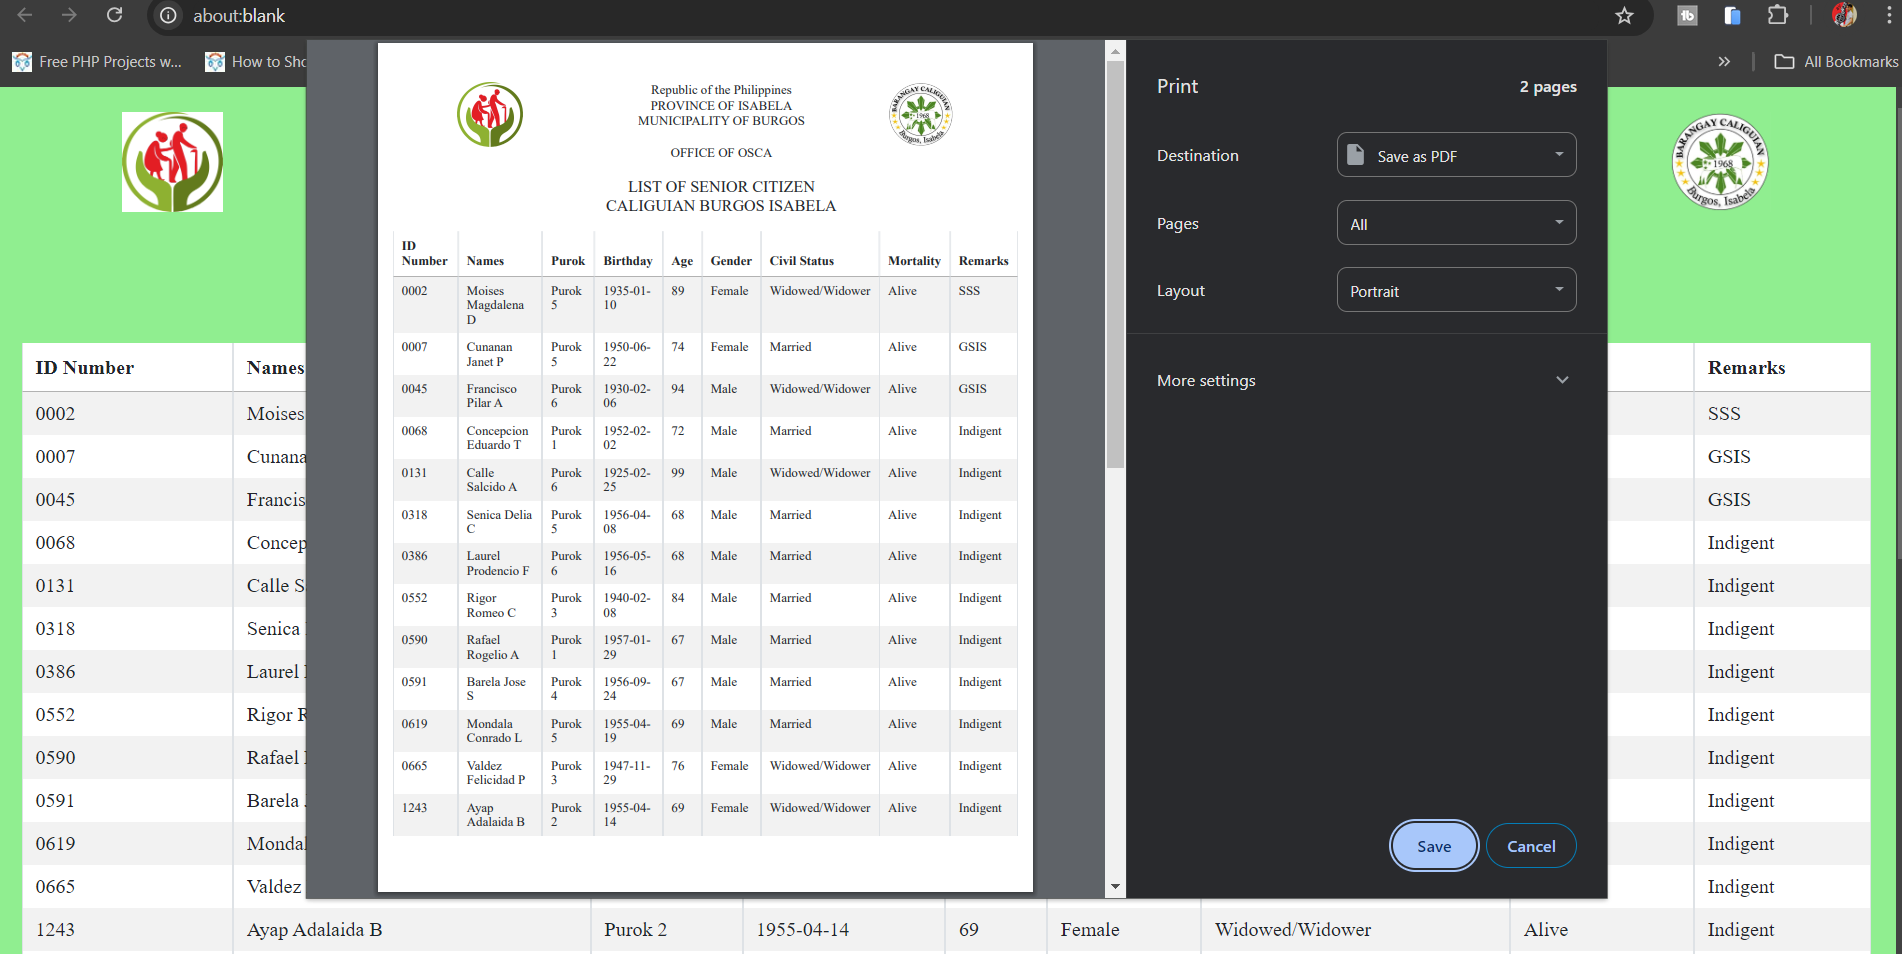 about:blank
Free PHP Projects w...
How to Sho
All Bookmarks
Republic of the Philippines
PROVINCE OF ISABELA
MUNICIPALITY OF BURGOS
OFFICE OF OSCA
LIST OF SENIOR CITIZEN
CALIGUIAN BURGOS ISABELA
BARANGAY CALIGUIAN
1968
Burgos, Isabela
ID Number Names Purok Birthday Age Gender Civil Status Mortality Remarks
0002 Moises Magdalena D Purok 5 1935-01-10 89 Female Widowed/Widower Alive SSS
0007 Cunanan Janet P Purok 5 1950-06-22 74 Female Married Alive GSIS
0045 Francisco Pilar A Purok 6 1930-02-06 94 Male Widowed/Widower Alive GSIS
0068 Concepcion Eduardo T Purok 1 1952-02-02 72 Male Married Alive Indigent
0131 Calle Salcido A Purok 6 1925-02-25 99 Male Widowed/Widower Alive Indigent
0318 Senica Delia C Purok 5 1956-04-08 68 Male Married Alive Indigent
0386 Laurel Prodencio F Purok 6 1956-05-16 68 Male Married Alive Indigent
0552 Rigor Romeo C Purok 3 1940-02-08 84 Male Married Alive Indigent
0590 Rafael Rogelio A Purok 1 1957-01-29 67 Male Married Alive Indigent
0591 Barela Jose S Purok 4 1956-09-24 67 Male Married Alive Indigent
0619 Mondala Conrado L Purok 5 1955-04-19 69 Male Married Alive Indigent
0665 Valdez Felicidad P Purok 3 1947-11-29 76 Female Widowed/Widower Alive Indigent
1243 Ayap Adalaida B Purok 2 1955-04-14 69 Female Widowed/Widower Alive Indigent
Print 2 pages
Destination Save as PDF
Pages All
Layout Portrait
More settings
Save Cancel
BARANGAY CALIGUIAN
1968
Burgos, Isabela
ID Number Names Remarks
0002 Moises SSS
0007 Cunana GSIS
0045 Francis GSIS
0068 Concep Indigent
0131 Calle S Indigent
0318 Senica Indigent
0386 Laurel Indigent
0552 Rigor R Indigent
0590 Rafael Indigent
0591 Barela Indigent
0619 Mondal Indigent
0665 Valdez Indigent
1243 Ayap Adalaida B Purok 2 1955-04-14 69 Female Widowed/Widower Alive Indigent